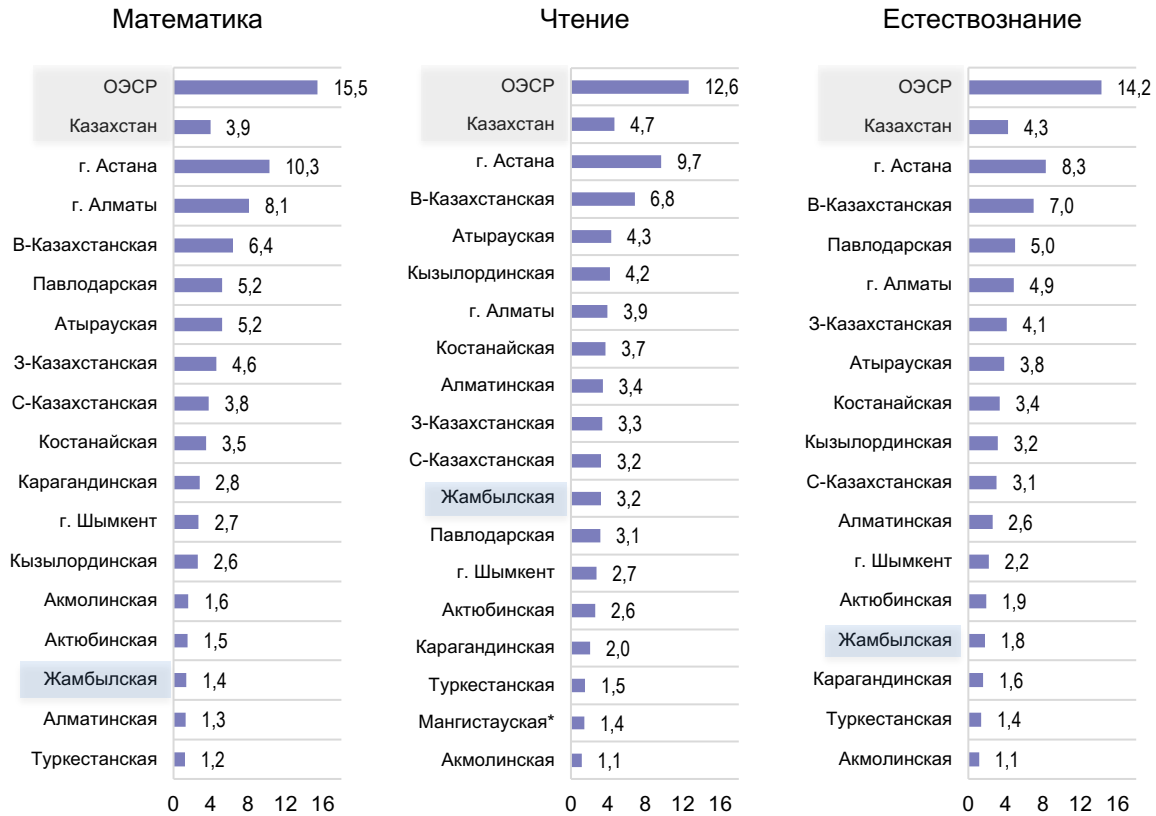 Математика
ОЭСР 15,5
Казахстан 3,9
г. Астана 10,3
г. Алматы 8,1
В-Казахстанская 6,4
Павлодарская 5,2
Атырауская 5,2
З-Казахстанская 4,6
С-Казахстанская 3,8
Костанайская 3,5
Карагандинская 2,8
г. Шымкент 2,7
Кызылординская 2,6
Акмолинская 1,6
Актюбинская 1,5
Жамбылская 1,4
Алматинская 1,3
Туркестанская 1,2
0 4 8 12 16
Чтение
ОЭСР 12,6
Казахстан 4,7
г. Астана 9,7
В-Казахстанская 6,8
Атырауская 4,3
Кызылординская 4,2
г. Алматы 3,9
Костанайская 3,7
Алматинская 3,4
З-Казахстанская 3,3
С-Казахстанская 3,2
Жамбылская 3,2
Павлодарская 3,1
г. Шымкент 2,7
Актюбинская 2,6
Карагандинская 2,0
Туркестанская 1,5
Мангистауская* 1,4
Акмолинская 1,1
0 4 8 12 16
Естествознание
ОЭСР 14,2
Казахстан 4,3
г. Астана 8,3
В-Казахстанская 7,0
Павлодарская 5,0
г. Алматы 4,9
З-Казахстанская 4,1
Атырауская 3,8
Костанайская 3,4
Кызылординская 3,2
С-Казахстанская 3,1
Алматинская 2,6
г. Шымкент 2,2
Актюбинская 1,9
Жамбылская 1,8
Карагандинская 1,6
Туркестанская 1,4
Акмолинская 1,1
0 4 8 12 16